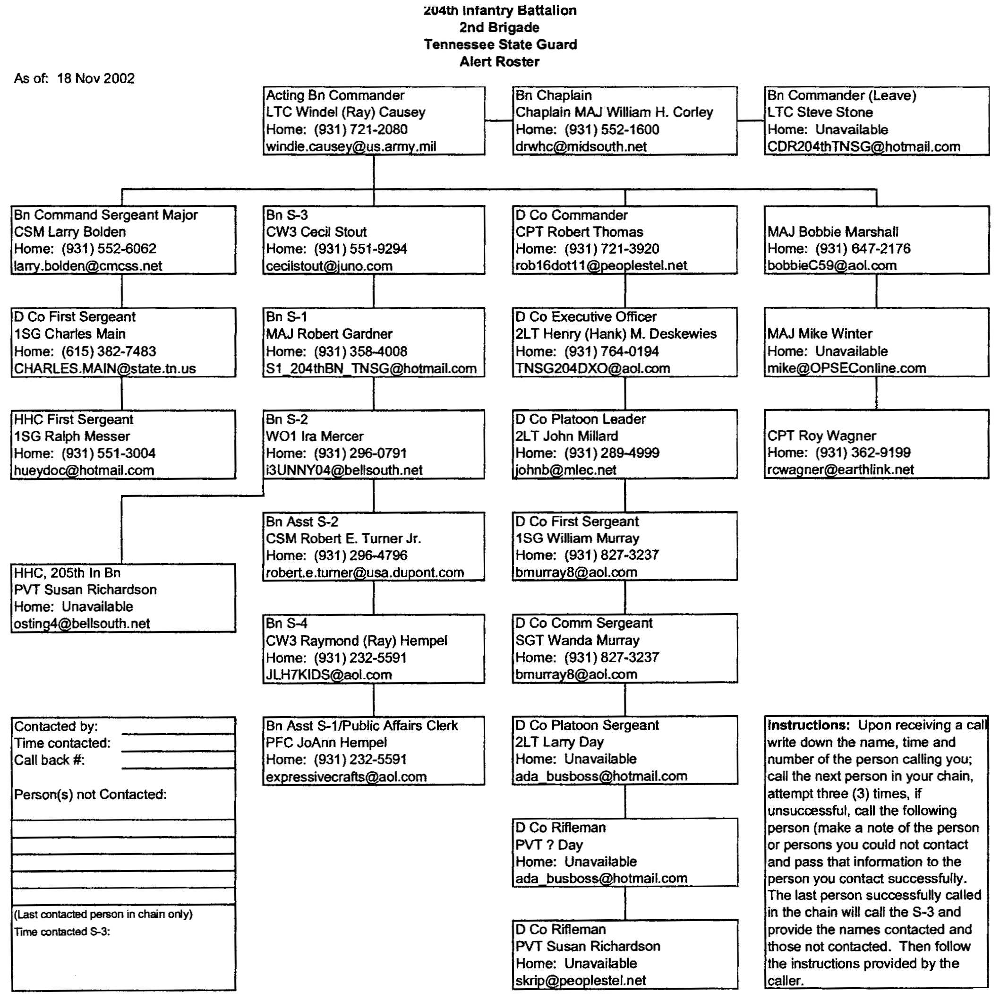 204th Infantry Battalion
2nd Brigade
Tennessee State Guard
Alert Roster
As of: 18 Nov 2002
Acting Bn Commander
LTC Windel (Ray) Causey
Home: (931) 721-2080
windle.causey@us.army.mil
Bn Chaplain
Chaplain MAJ William H. Corley
Home: (931) 552-1600
drwhc@midsouth.net
Bn Commander (Leave)
LTC Steve Stone
Home: Unavailable
CDR204thTNSG@hotmail.com
Bn Command Sergeant Major
CSM Larry Bolden
Home: (931) 552-6062
larry.bolden@cmcss.net
Bn S-3
CW3 Cecil Stout
Home: (931) 551-9294
cecilstout@juno.com
D Co Commander
CPT Robert Thomas
Home: (931) 721-3920
rob16dot11@peoplestel.net
MAJ Bobbie Marshall
Home: (931) 647-2176
bobbieC59@aol.com
D Co First Sergeant
1SG Charles Main
Home: (615) 382-7483
CHARLES.MAIN@state.tn.us
Bn S-1
MAJ Robert Gardner
Home: (931) 358-4008
S1_204thBN_TNSG@hotmail.com
D Co Executive Officer
2LT Henry (Hank) M. Deskewies
Home: (931) 764-0194
TNSG204DXO@aol.com
MAJ Mike Winter
Home: Unavailable
mike@OPSEConline.com
HHC First Sergeant
1SG Ralph Messer
Home: (931) 551-3004
hueydoc@hotmail.com
Bn S-2
WO1 Ira Mercer
Home: (931) 296-0791
i3UNNY04@bellsouth.net
D Co Platoon Leader
2LT John Millard
Home: (931) 289-4999
johnb@mlec.net
CPT Roy Wagner
Home: (931) 362-9199
rcwagner@earthlink.net
Bn Asst S-2
CSM Robert E. Turner Jr.
Home: (931) 296-4796
robert.e.turner@usa.dupont.com
D Co First Sergeant
1SG William Murray
Home: (931) 827-3237
bmurray8@aol.com
HHC, 205th In Bn
PVT Susan Richardson
Home: Unavailable
osting4@bellsouth.net
Bn S-4
CW3 Raymond (Ray) Hempel
Home: (931) 232-5591
JLH7KIDS@aol.com
D Co Comm Sergeant
SGT Wanda Murray
Home: (931) 827-3237
bmurray8@aol.com
Contacted by:
Time contacted:
Call back #:
Person(s) not Contacted:
(Last contacted person in chain only)
Time contacted S-3:
Bn Asst S-1/Public Affairs Clerk
PFC JoAnn Hempel
Home: (931) 232-5591
expressivecrafts@aol.com
D Co Platoon Sergeant
2LT Larry Day
Home: Unavailable
ada_busboss@hotmail.com
D Co Rifleman
PVT ? Day
Home: Unavailable
ada_busboss@hotmail.com
D Co Rifleman
PVT Susan Richardson
Home: Unavailable
skrip@peoplestel.net
Instructions: Upon receiving a call
write down the name, time and
number of the person calling you;
call the next person in your chain,
attempt three (3) times, if
unsuccessful, call the following
person (make a note of the person
or persons you could not contact
and pass that information to the
person you contact successfully.
The last person successfully called
in the chain will call the S-3 and
provide the names contacted and
those not contacted. Then follow
the instructions provided by the
caller.